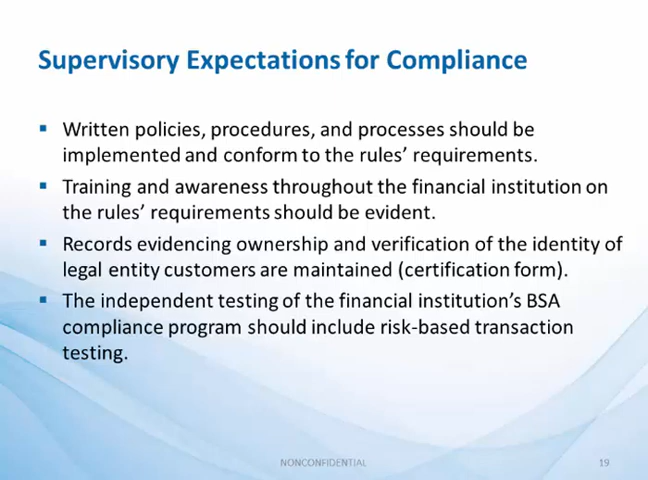 Supervisory Expectations for Compliance
▪ Written policies, procedures, and processes should be
implemented and conform to the rules’ requirements.
▪ Training and awareness throughout the financial institution on
the rules’ requirements should be evident.
▪ Records evidencing ownership and verification of the identity of
legal entity customers are maintained (certification form).
▪ The independent testing of the financial institution’s BSA
compliance program should include risk-based transaction
testing.
NONCONFIDENTIAL
19